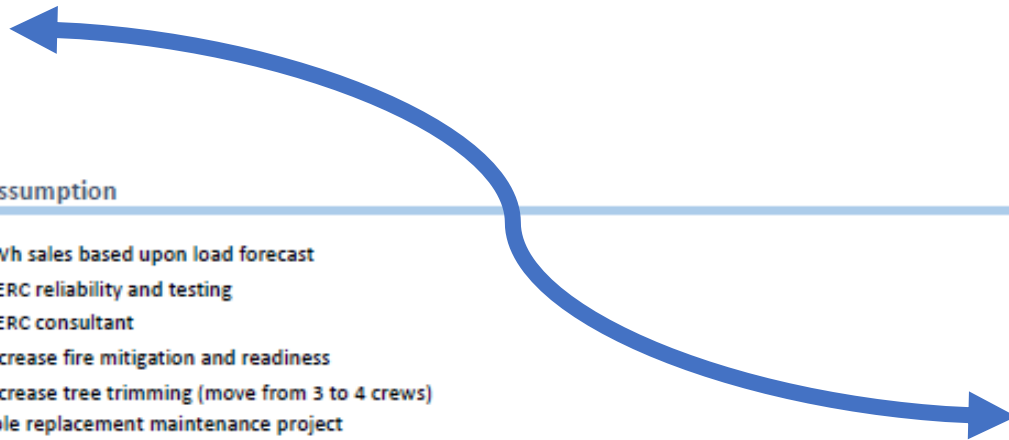 ssumption
Wh sales based upon load forecast
ERC reliability and testing
ERC consultant
crease fire mitigation and readiness
crease tree trimming (move from 3 to 4 crews)
ole replacement maintenance project